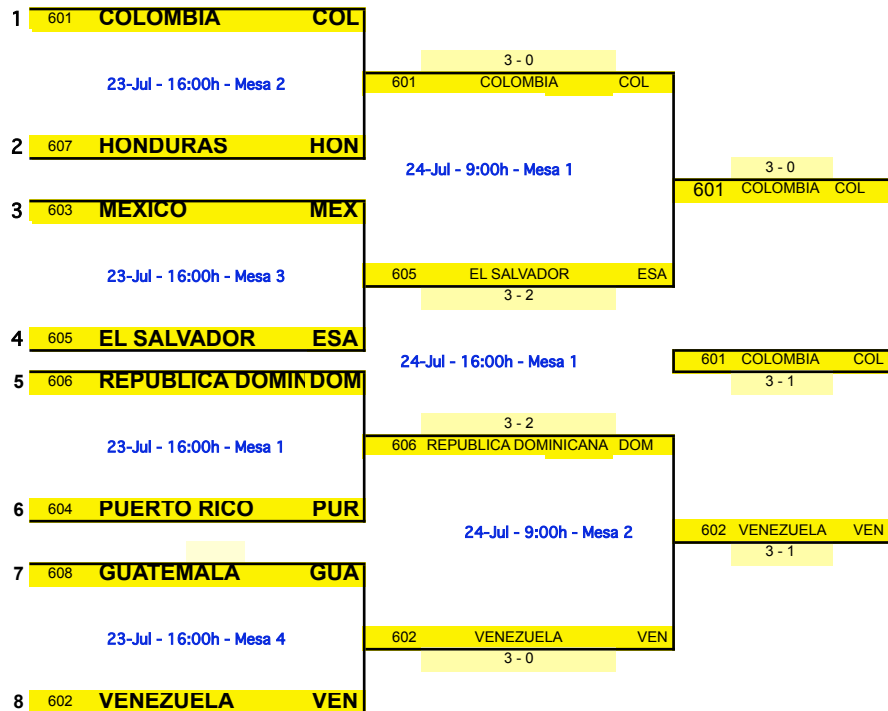 1 601 COLOMBIA COL
3 - 0
23-Jul - 16:00h - Mesa 2
601 COLOMBIA COL
2 607 HONDURAS HON
24-Jul - 9:00h - Mesa 1
3 - 0
601 COLOMBIA COL
3 603 MEXICO MEX
23-Jul - 16:00h - Mesa 3
605 EL SALVADOR ESA
3 - 2
4 605 EL SALVADOR ESA
24-Jul - 16:00h - Mesa 1
601 COLOMBIA COL
3 - 1
5 606 REPUBLICA DOMIN DOM
3 - 2
23-Jul - 16:00h - Mesa 1
606 REPUBLICA DOMINICANA DOM
6 604 PUERTO RICO PUR
24-Jul - 9:00h - Mesa 2
602 VENEZUELA VEN
3 - 1
7 608 GUATEMALA GUA
23-Jul - 16:00h - Mesa 4
602 VENEZUELA VEN
3 - 0
8 602 VENEZUELA VEN